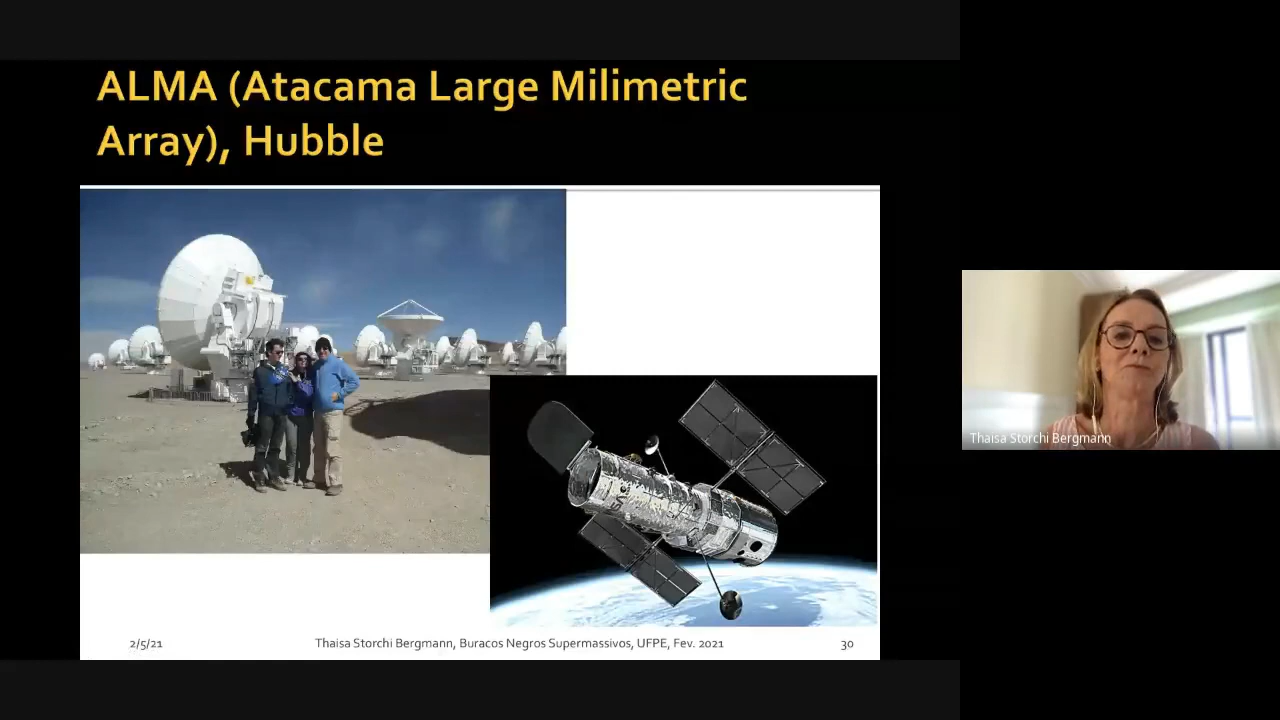 ALMA (Atacama Large Milimetric
Array), Hubble
Thaisa Storchi Bergmann
2/5/21
Thaisa Storchi Bergmann, Buracos Negros Supermassivos, UFPE, Fev. 2021
30